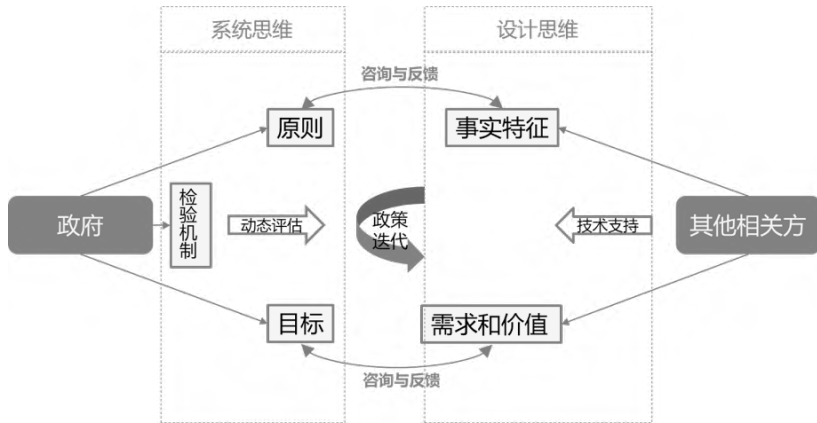 系统思维
设计思维
咨询与反馈
原则
事实特征
政府
检验机制
动态评估
政策
迭代
技术支持
其他相关方
目标
需求和价值
咨询与反馈